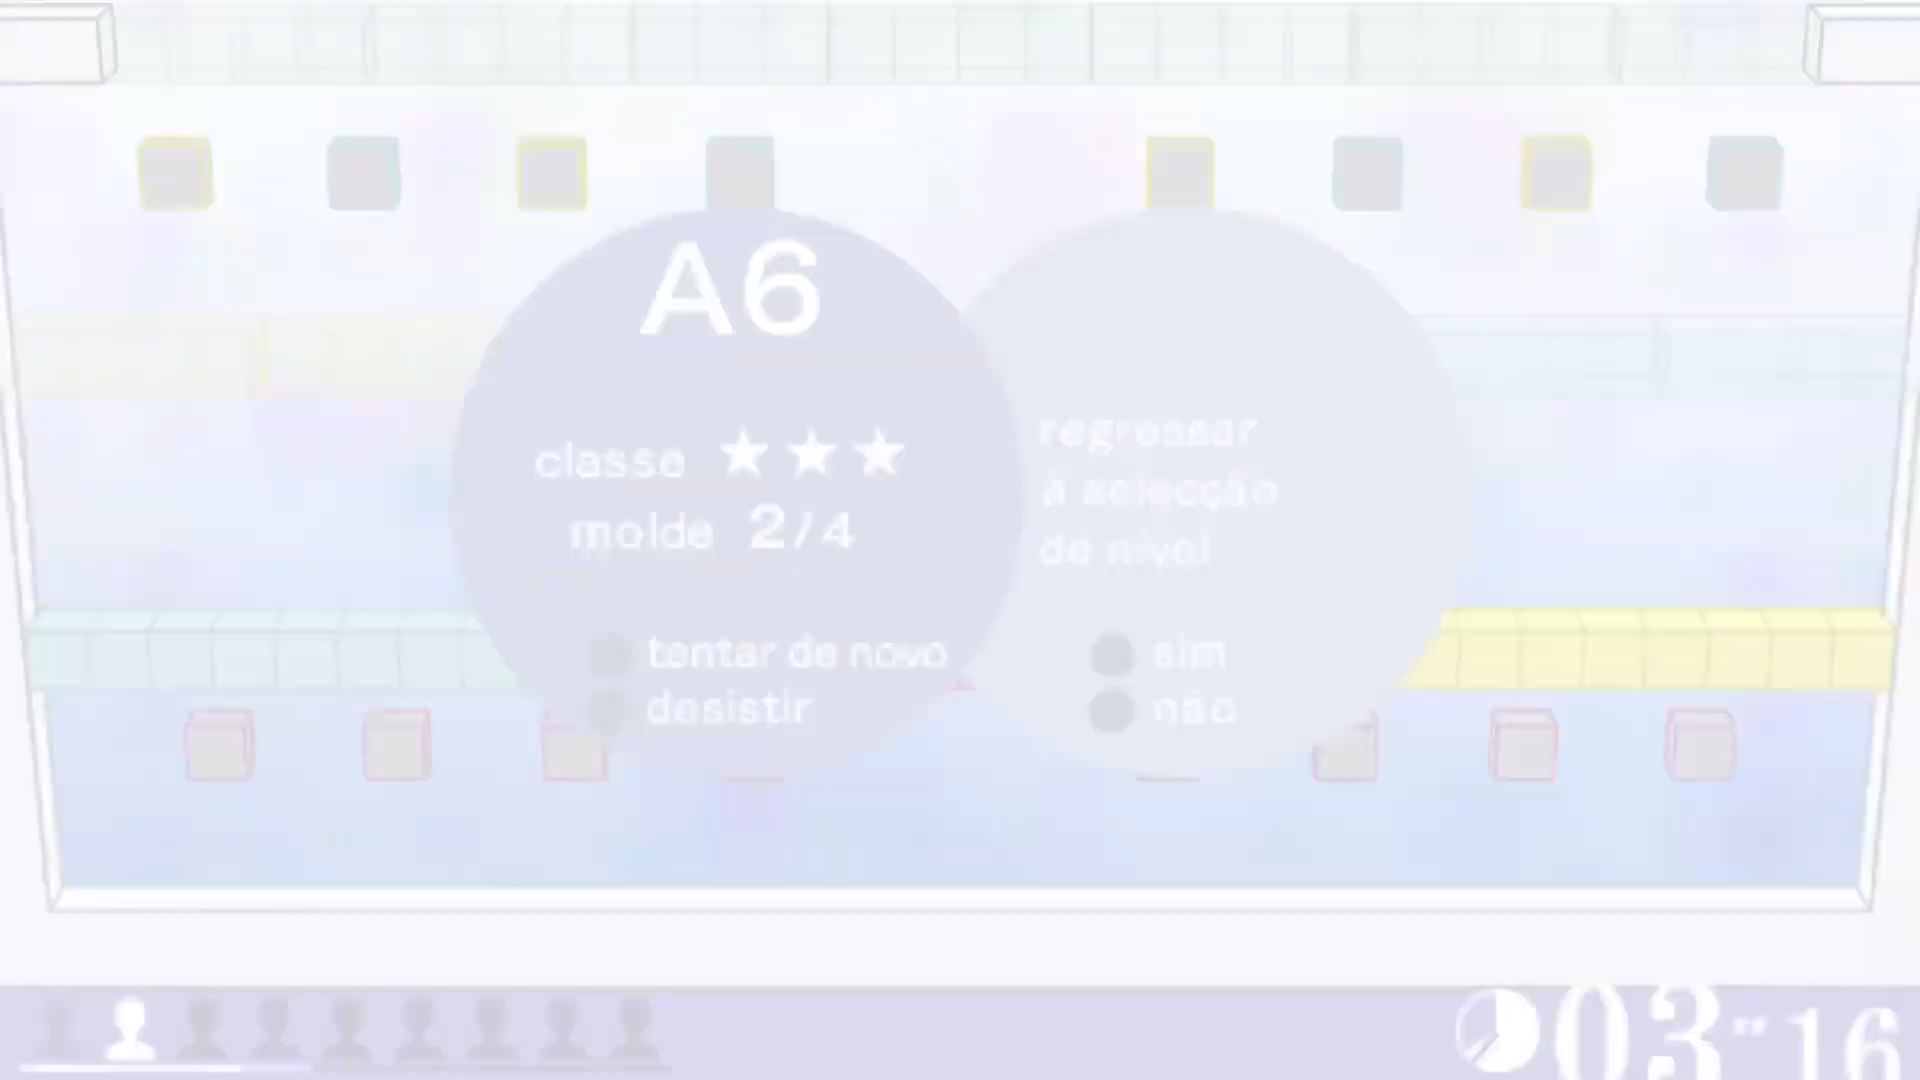 A6
classe ★★★
molde 2/4
tentar de novo
desistir
regressar
à selecção
de nível
sim
não
03"16